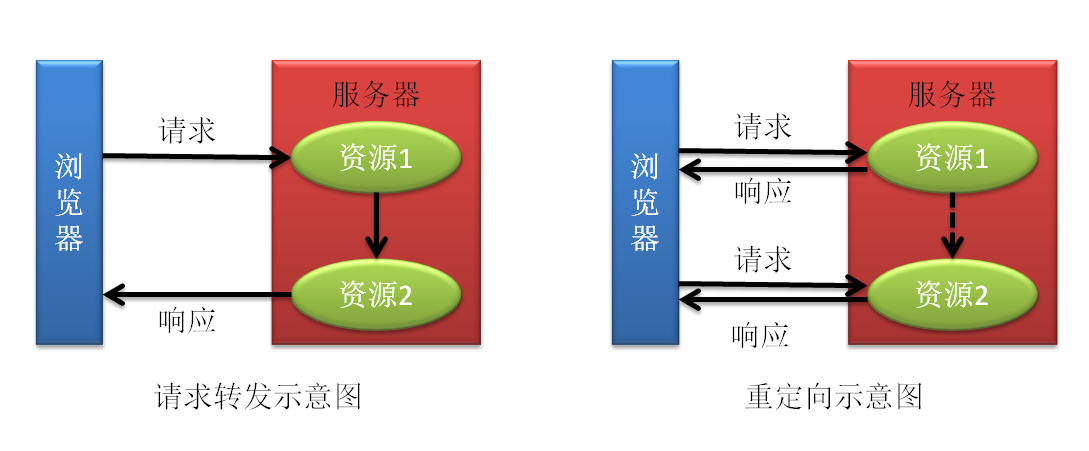 浏览器
请求
服务器
资源1
资源2
响应
请求转发示意图
浏览器
请求
响应
请求
响应
服务器
资源1
资源2
重定向示意图